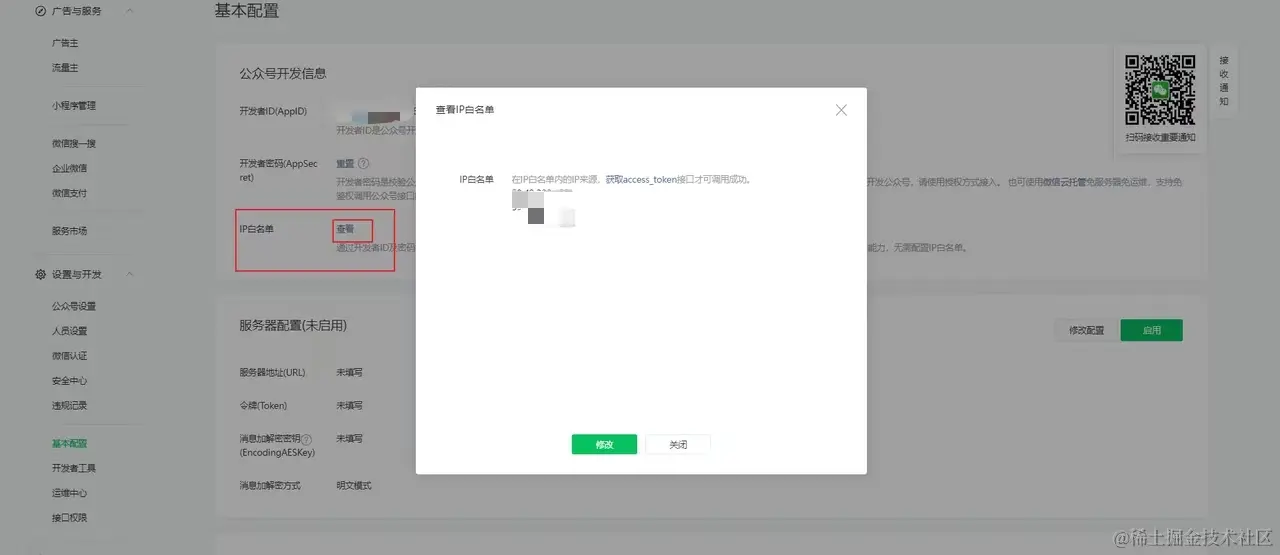 广告与服务
广告主
流量主
小程序管理
微信搜一搜
企业微信
微信支付
服务市场
设置与开发
公众号设置
人员设置
微信认证
安全中心
违规记录
基本配置
开发者工具
运维中心
接口权限
基本配置
公众号开发信息
开发者ID(AppID)
开发者ID是公众号开
开发者密码(AppSec
ret)
重置
开发者密码是校验公
开发公众号，请使用授权方式接入。 也可使用微信云托管免服务器免运维，支持免
鉴权调用公众号接口
IP白名单
查看
通过开发者ID及密码
能力，无需配置IP白名单。
查看IP白名单
IP白名单
在IP白名单内的IP来源，获取access_token接口才可调用成功。
修改
关闭
服务器配置(未启用)
修改配置
启用
服务器地址(URL)
未填写
令牌(Token)
未填写
消息加解密密钥
(EncodingAESKey)
未填写
消息加解密方式
明文模式
扫码接收重要通知
接
收
通
知
@稀土掘金技术社区